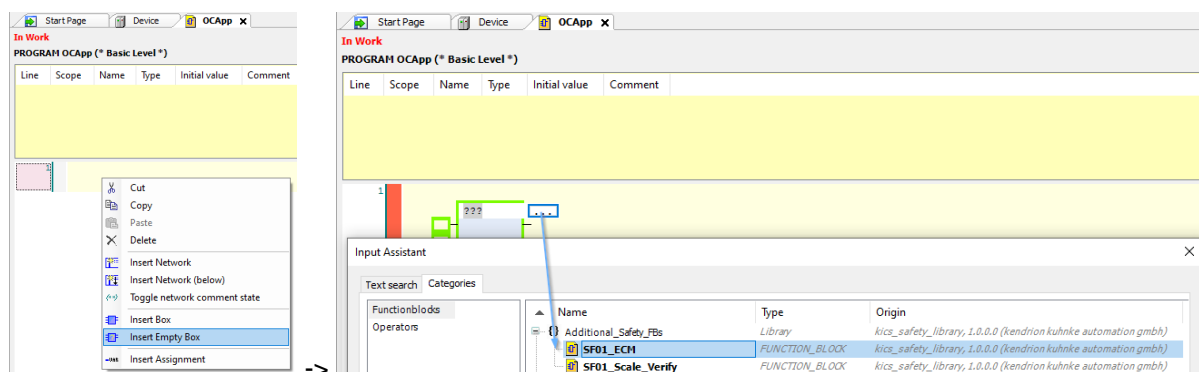 Start Page Device OCApp X
In Work
PROGRAM OCApp (* Basic Level *)
Line Scope Name Type Initial value Comment
1
Cut
Copy
Paste
Delete
Insert Network
Insert Network (below)
Toggle network comment state
Insert Box
Insert Empty Box
Insert Assignment
->
Start Page Device OCApp X
In Work
PROGRAM OCApp (* Basic Level *)
Line Scope Name Type Initial value Comment
1
??? ...
Input Assistant
Text search Categories
Functionblocks
Operators
Name Type Origin
{} Additional_Safety_FBs Library kics_safety_library, 1.0.0.0 (kendrion kuhnke automation gmbh)
SF01_ECM FUNCTION_BLOCK kics_safety_library, 1.0.0.0 (kendrion kuhnke automation gmbh)
SF01_Scale_Verify FUNCTION_BLOCK kics_safety_library, 1.0.0.0 (kendrion kuhnke automation gmbh)